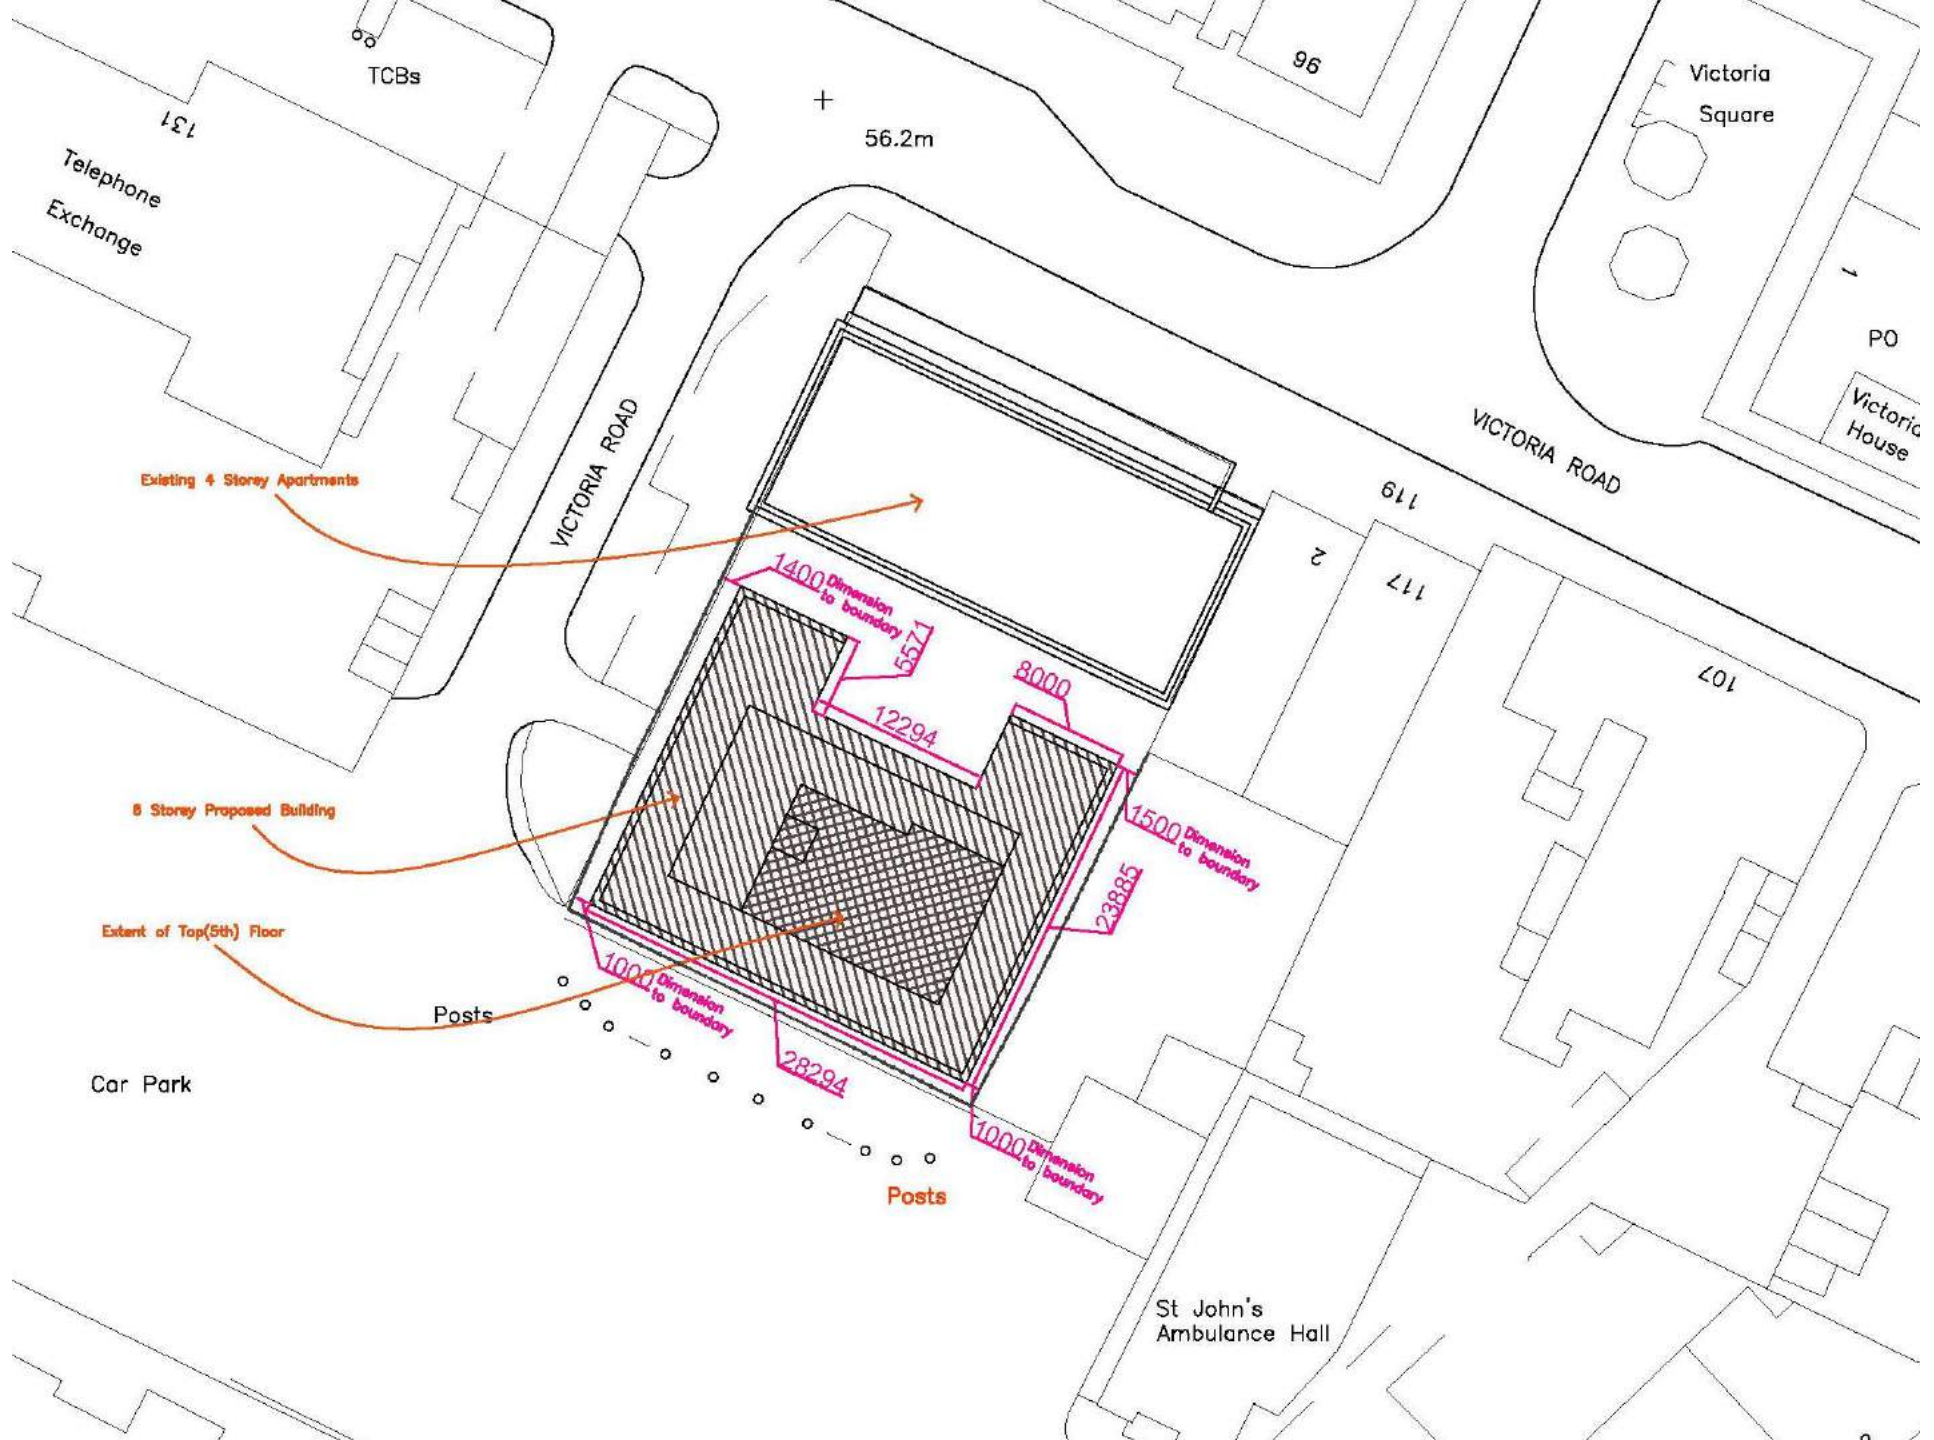 TCBs
96
Victoria
Square
131
56.2m
Telephone
Exchange
1
PO
Victoria
House
VICTORIA ROAD
VICTORIA ROAD
119
Existing 4 Storey Apartments
2
117
1400 Dimension
to boundary
5571
8000
107
12294
Storey Proposed Building
1500 Dimension
to boundary
23885
Extent of Top(5th) Floor
1000 Dimension
to boundary
Posts
28294
Car Park
1000 Dimension
to boundary
Posts
St John's
Ambulance Hall